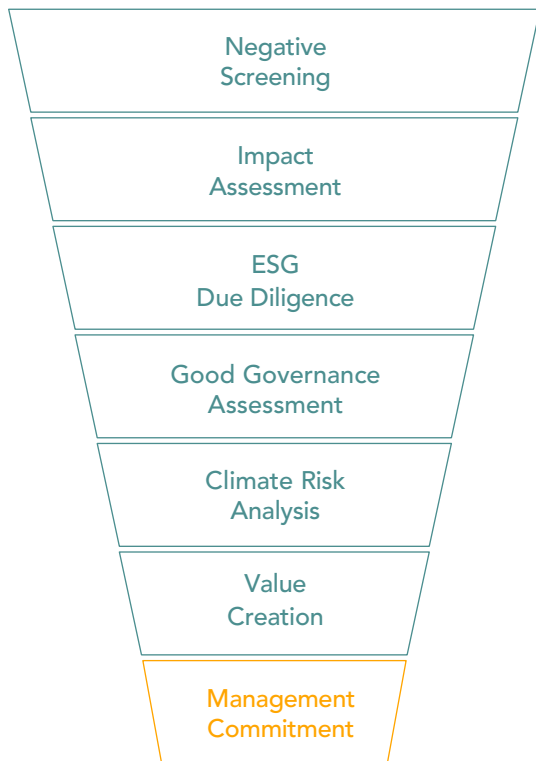 Negative
Screening
Impact
Assessment
ESG
Due Diligence
Good Governance
Assessment
Climate Risk
Analysis
Value
Creation
Management
Commitment